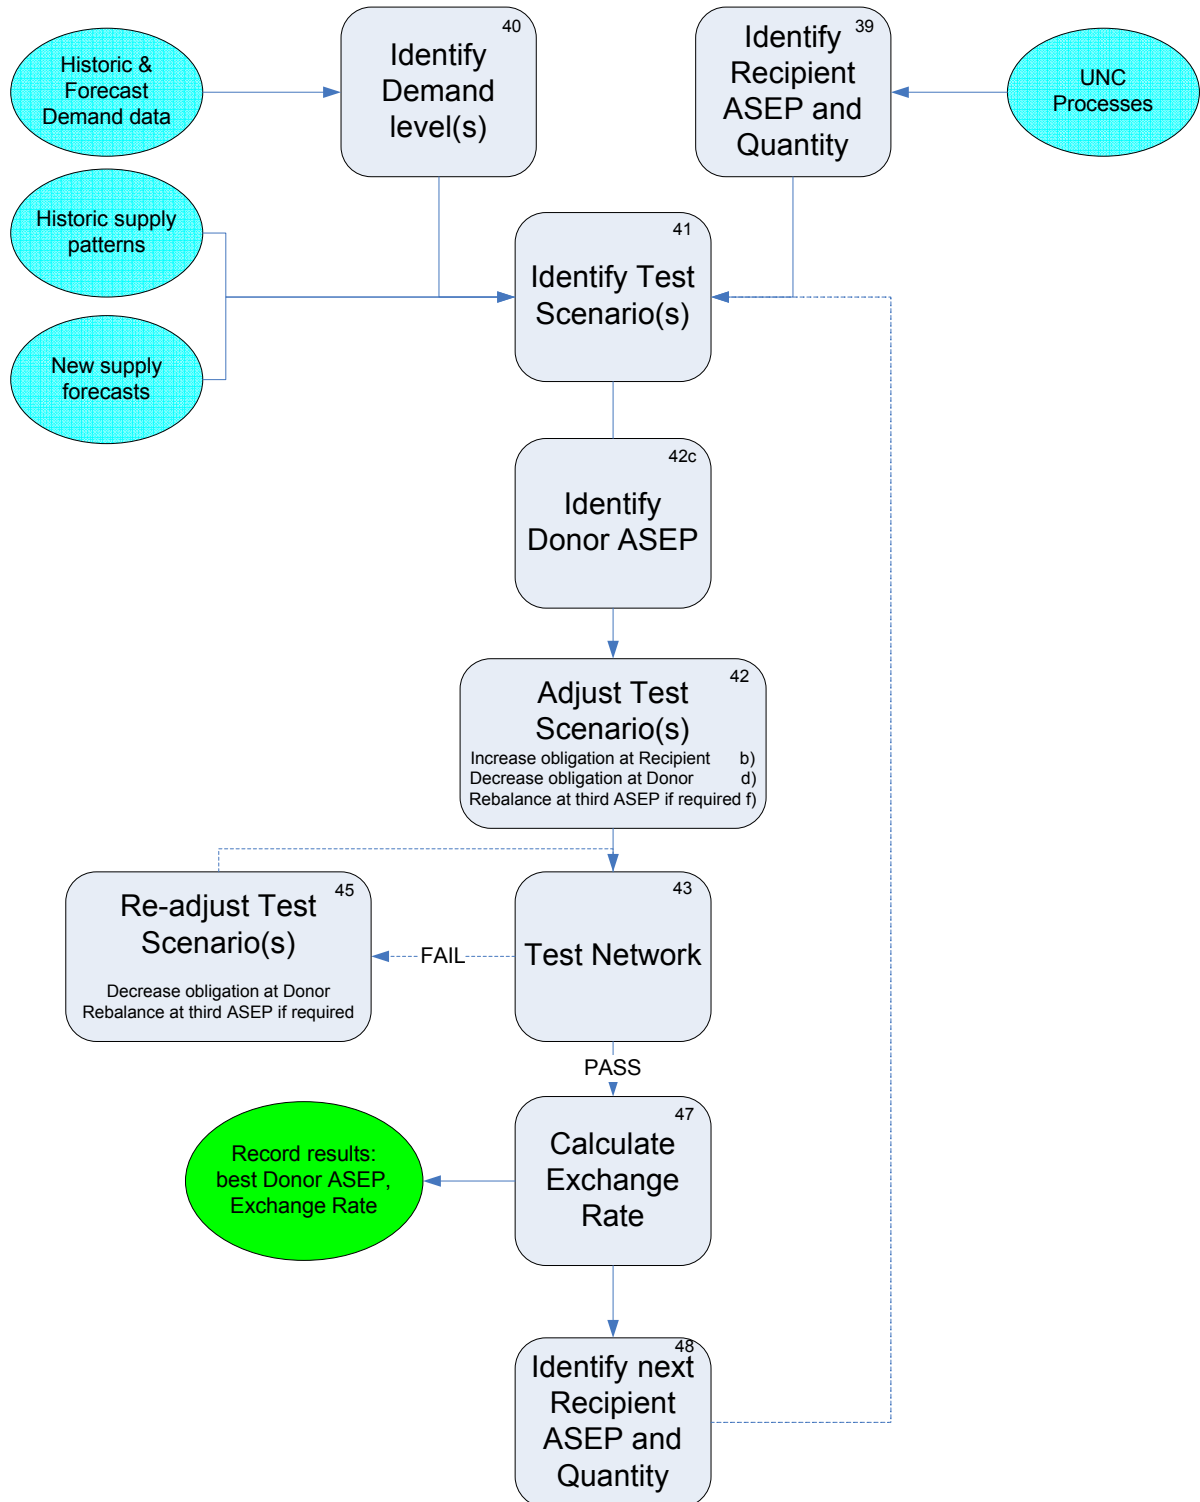 Historic &
Forecast
Demand data
40
Identify
Demand
level(s)
39
Identify
Recipient
ASEP and
Quantity
UNC
Processes
Historic supply
patterns
New supply
forecasts
41
Identify Test
Scenario(s)
42c
Identify
Donor ASEP
42
Adjust Test
Scenario(s)
Increase obligation at Recipient b)
Decrease obligation at Donor d)
Rebalance at third ASEP if required f)
45
Re-adjust Test
Scenario(s)
Decrease obligation at Donor
Rebalance at third ASEP if required
FAIL
43
Test Network
PASS
47
Calculate
Exchange
Rate
Record results:
best Donor ASEP,
Exchange Rate
48
Identify next
Recipient
ASEP and
Quantity